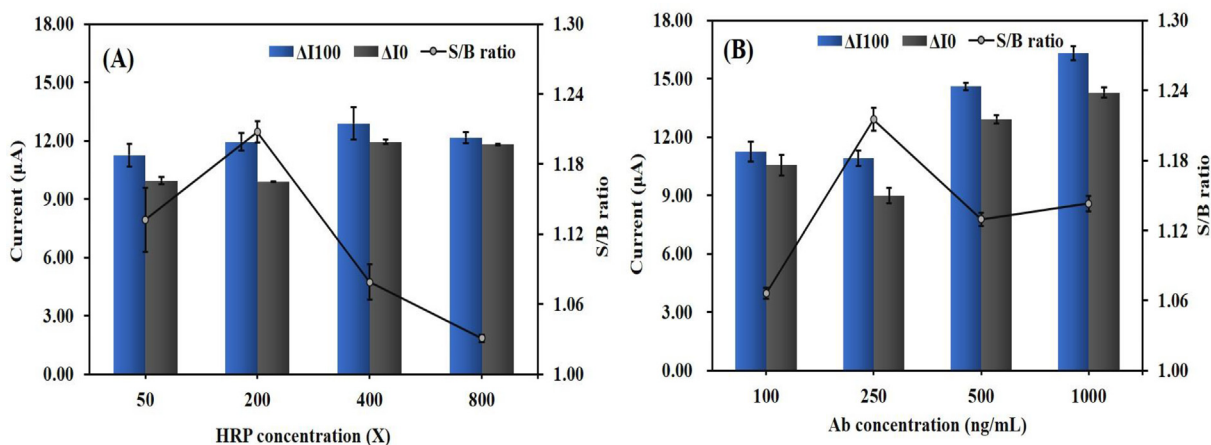 18.00
15.00
12.00
9.00
6.00
3.00
0.00
Current (μA)
(A)
ΔI100
ΔI0
S/B ratio
1.30
1.24
1.18
1.12
1.06
1.00
S/B ratio
50
200
400
800
HRP concentration (X)
18.00
15.00
12.00
9.00
6.00
3.00
0.00
Current (μA)
(B)
ΔI100
ΔI0
S/B ratio
1.30
1.24
1.18
1.12
1.06
1.00
S/B ratio
100
250
500
1000
Ab concentration (ng/mL)